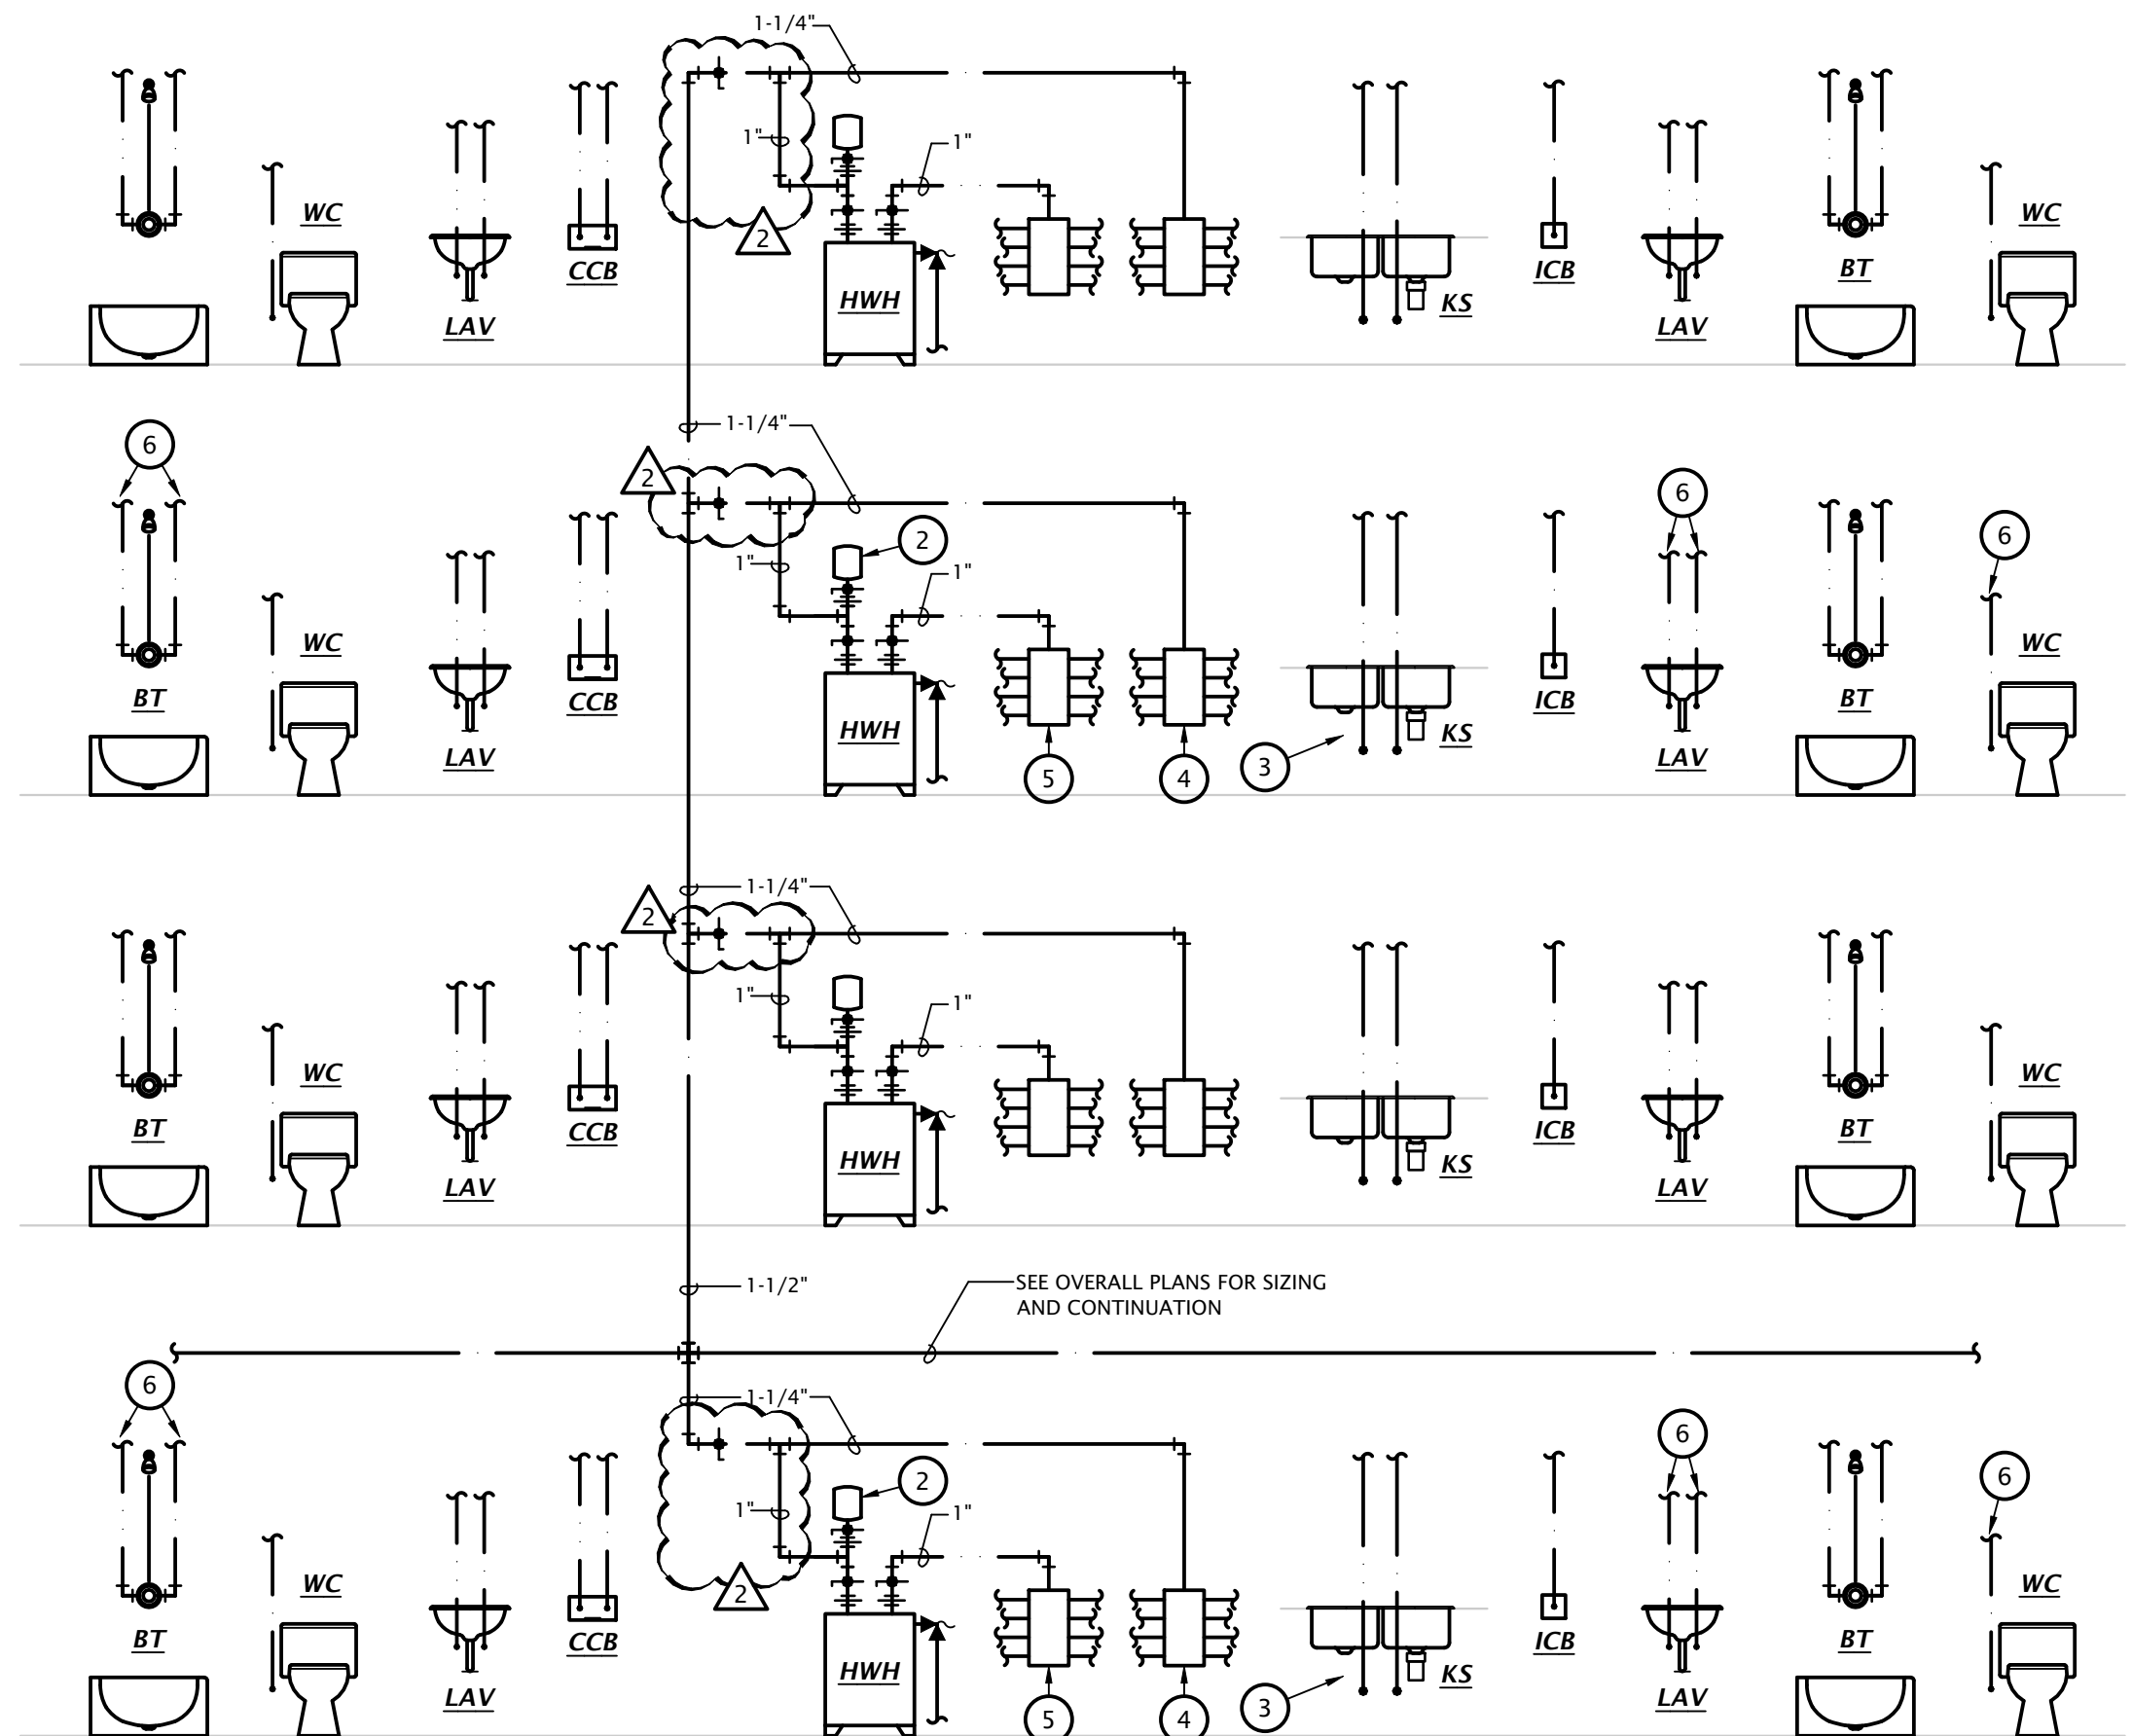 1-1/4"
1"
1"
WC
2
CCB
ICB
BT
WC
HWH
KS
LAV
LAV
6
1-1/4"
2
6
6
2
1"
1"
WC
WC
BT
CCB
ICB
BT
HWH
KS
LAV
LAV
5
4
3
1-1/4"
2
1"
1"
WC
WC
BT
CCB
ICB
BT
HWH
KS
LAV
LAV
1-1/2"
SEE OVERALL PLANS FOR SIZING
AND CONTINUATION
6
1-1/4"
6
6
2
1"
1"
WC
WC
2
BT
CCB
ICB
BT
HWH
KS
LAV
LAV
5
4
3